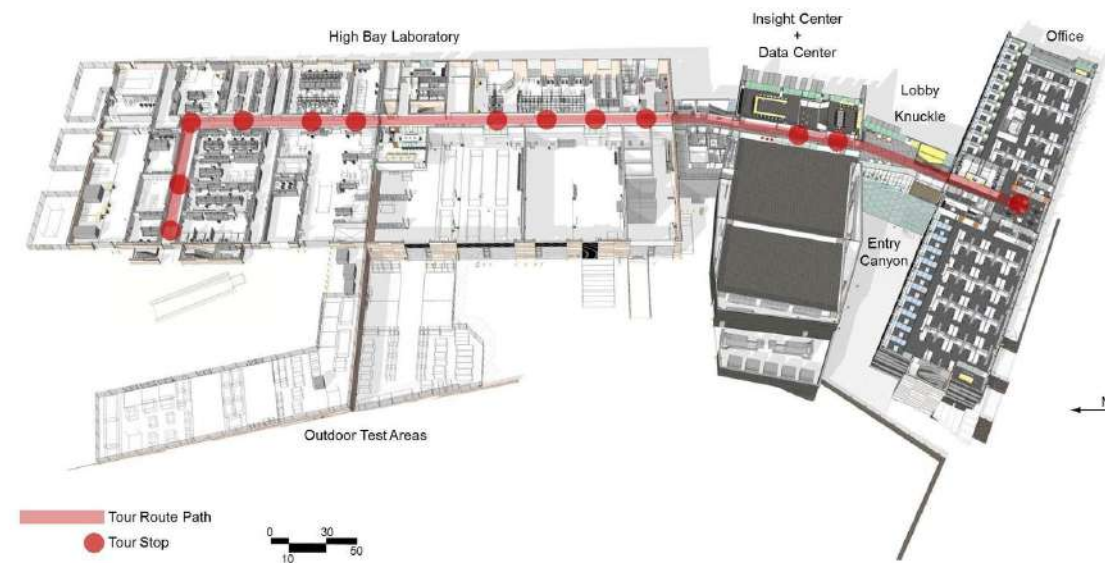 High Bay Laboratory
Insight Center
+
Data Center
Office
Lobby
Knuckle
Entry
Canyon
Outdoor Test Areas
Tour Route Path
Tour Stop
0 30
10 50